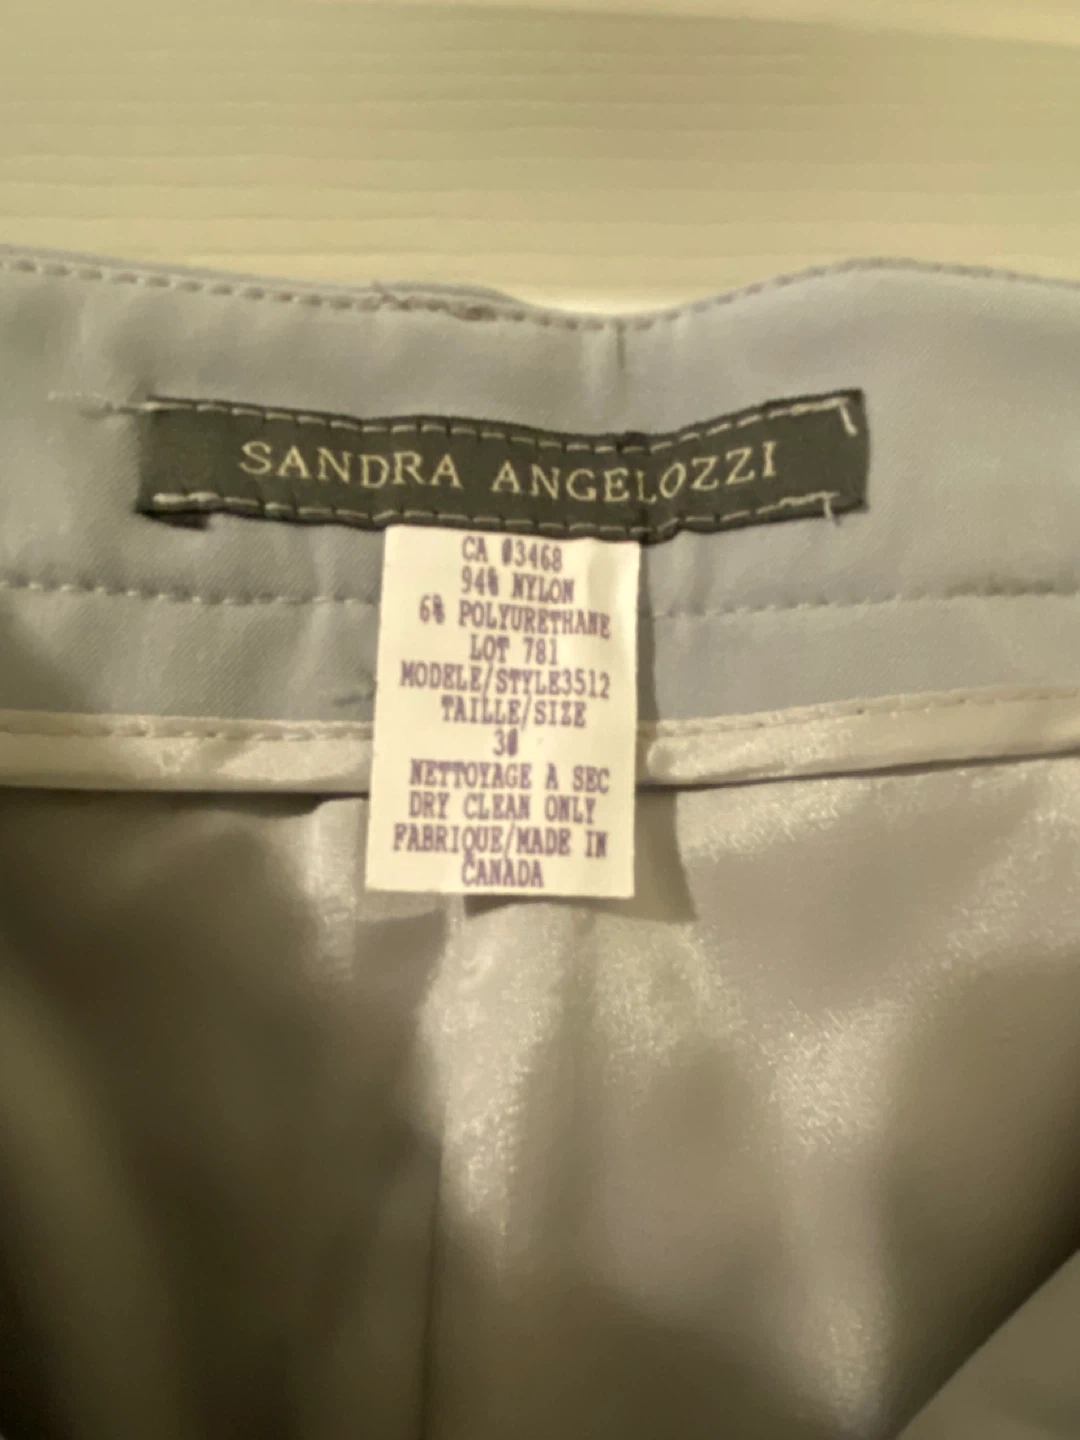 SANDRA ANGELOZZI
CA 03468
94% NYLON
6% POLYURETHANE
LOT 781
MODELE/STYLE3512
TAILLE/SIZE
30
NETTOYAGE A SEC
DRY CLEAN ONLY
FABRIQUE/MADE IN
CANADA